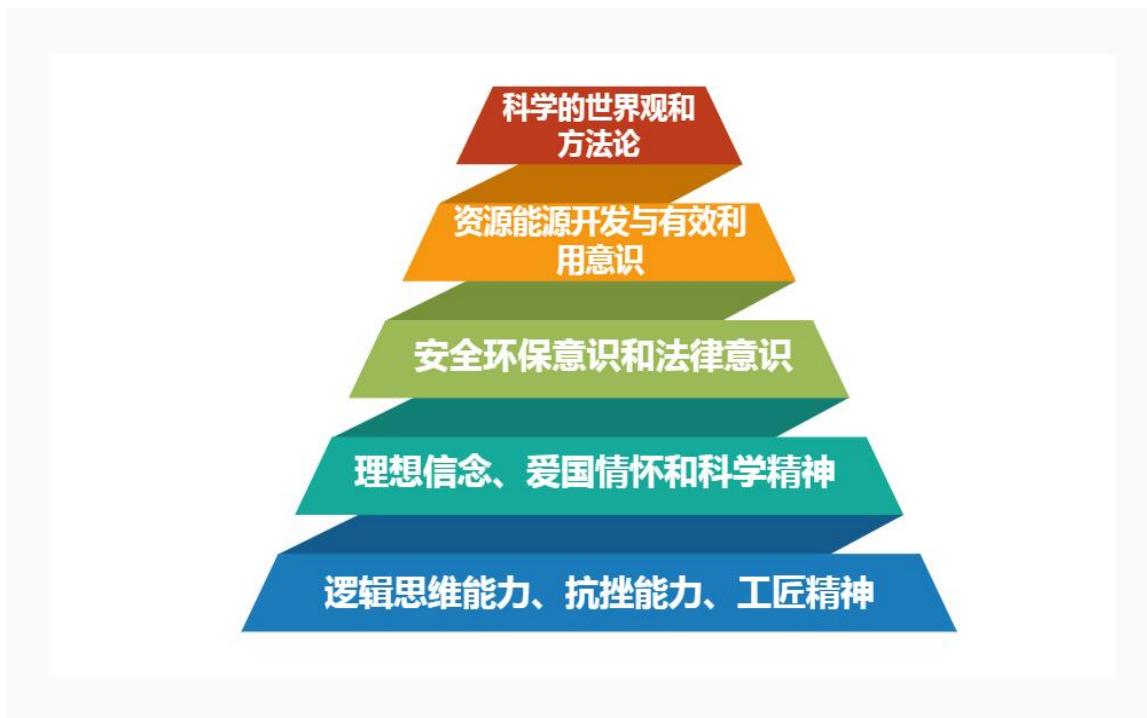 科学的世界观和
方法论
资源能源开发与有效利
用意识
安全环保意识和法律意识
理想信念、爱国情怀和科学精神
逻辑思维能力、抗挫能力、工匠精神